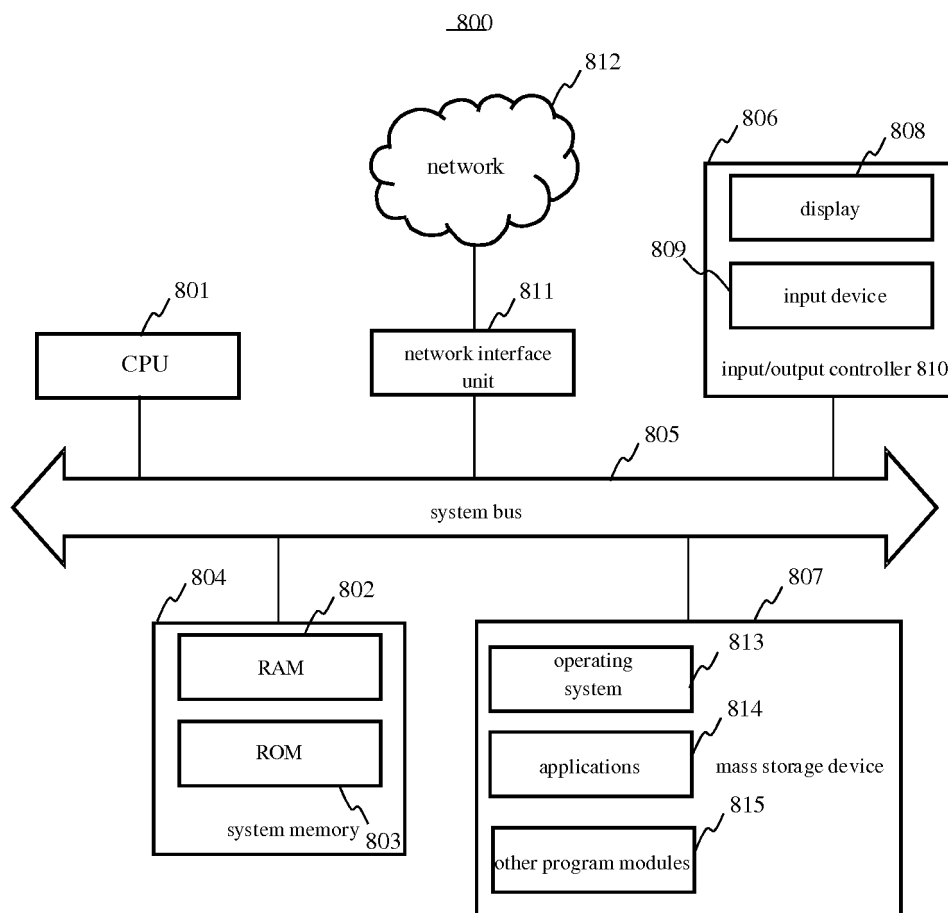 800
812
network
806
808
display
809
input device
input/output controller 810
801
CPU
811
network interface
unit
805
system bus
804
802
RAM
ROM
system memory
803
807
operating
system
813
applications
814
mass storage device
other program modules
815